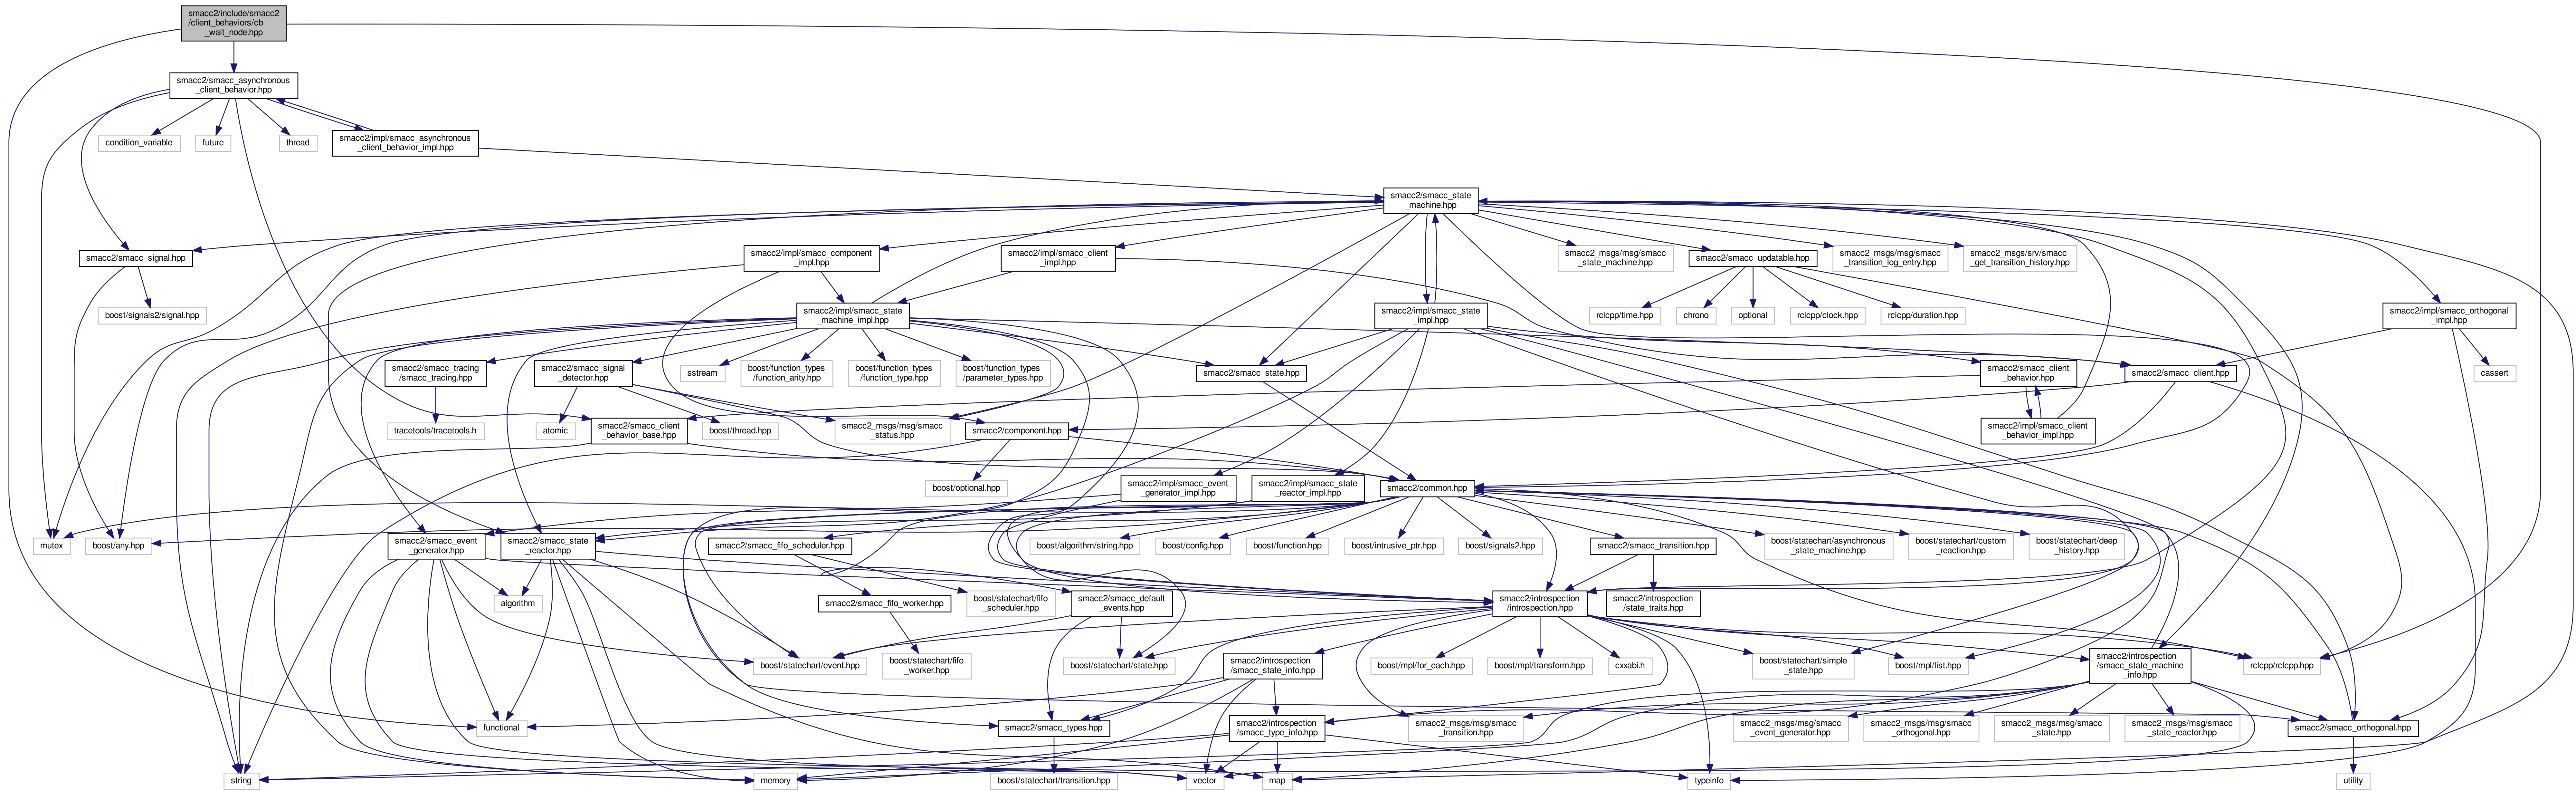 smacc2/include/smacc2
/client_behaviors/cb
_wait_node.hpp
smacc2/smacc_asynchronous
_client_behavior.hpp
condition_variable
future
thread
smacc2/impl/smacc_asynchronous
_client_behavior_impl.hpp
smacc2/smacc_state
_machine.hpp
smacc2/smacc_signal.hpp
smacc2/impl/smacc_component
_impl.hpp
smacc2/impl/smacc_client
_impl.hpp
smacc2_msgs/msg/smacc
_state_machine.hpp
smacc2/smacc_updatable.hpp
smacc2_msgs/msg/smacc
_transition_log_entry.hpp
smacc2_msgs/srv/smacc
_get_transition_history.hpp
boost/signals2/signal.hpp
smacc2/impl/smacc_state
_machine_impl.hpp
smacc2/impl/smacc_state
_impl.hpp
rclcpp/time.hpp
chrono
optional
rclcpp/clock.hpp
rclcpp/duration.hpp
smacc2/impl/smacc_orthogonal
_impl.hpp
smacc2/smacc_tracing
/smacc_tracing.hpp
smacc2/smacc_signal
_detector.hpp
sstream
boost/function_types
/function_arity.hpp
boost/function_types
/function_type.hpp
boost/function_types
/parameter_types.hpp
smacc2/smacc_state.hpp
smacc2/smacc_client
_behavior.hpp
smacc2/smacc_client.hpp
cassert
tracetools/tracetools.h
atomic
smacc2/smacc_client
_behavior_base.hpp
boost/thread.hpp
smacc2_msgs/msg/smacc
_status.hpp
smacc2/component.hpp
smacc2/impl/smacc_client
_behavior_impl.hpp
boost/optional.hpp
smacc2/impl/smacc_event
_generator_impl.hpp
smacc2/impl/smacc_state
_reactor_impl.hpp
smacc2/common.hpp
mutex
boost/any.hpp
smacc2/smacc_event
_generator.hpp
smacc2/smacc_state
_reactor.hpp
smacc2/smacc_fifo_scheduler.hpp
boost/algorithm/string.hpp
boost/config.hpp
boost/function.hpp
boost/intrusive_ptr.hpp
boost/signals2.hpp
smacc2/smacc_transition.hpp
boost/statechart/asynchronous
_state_machine.hpp
boost/statechart/custom
_reaction.hpp
boost/statechart/deep
_history.hpp
algorithm
smacc2/smacc_fifo_worker.hpp
boost/statechart/fifo
_scheduler.hpp
smacc2/smacc_default
_events.hpp
smacc2/introspection
/introspection.hpp
smacc2/introspection
/state_traits.hpp
boost/statechart/event.hpp
boost/statechart/fifo
_worker.hpp
boost/statechart/state.hpp
smacc2/introspection
/smacc_state_info.hpp
boost/mpl/for_each.hpp
boost/mpl/transform.hpp
cxxabi.h
boost/statechart/simple
_state.hpp
boost/mpl/list.hpp
smacc2/introspection
/smacc_state_machine
_info.hpp
rclcpp/rclcpp.hpp
functional
smacc2/smacc_types.hpp
smacc2/introspection
/smacc_type_info.hpp
smacc2_msgs/msg/smacc
_transition.hpp
smacc2_msgs/msg/smacc
_event_generator.hpp
smacc2_msgs/msg/smacc
_orthogonal.hpp
smacc2_msgs/msg/smacc
_state.hpp
smacc2_msgs/msg/smacc
_state_reactor.hpp
smacc2/smacc_orthogonal.hpp
string
memory
boost/statechart/transition.hpp
vector
map
typeinfo
utility